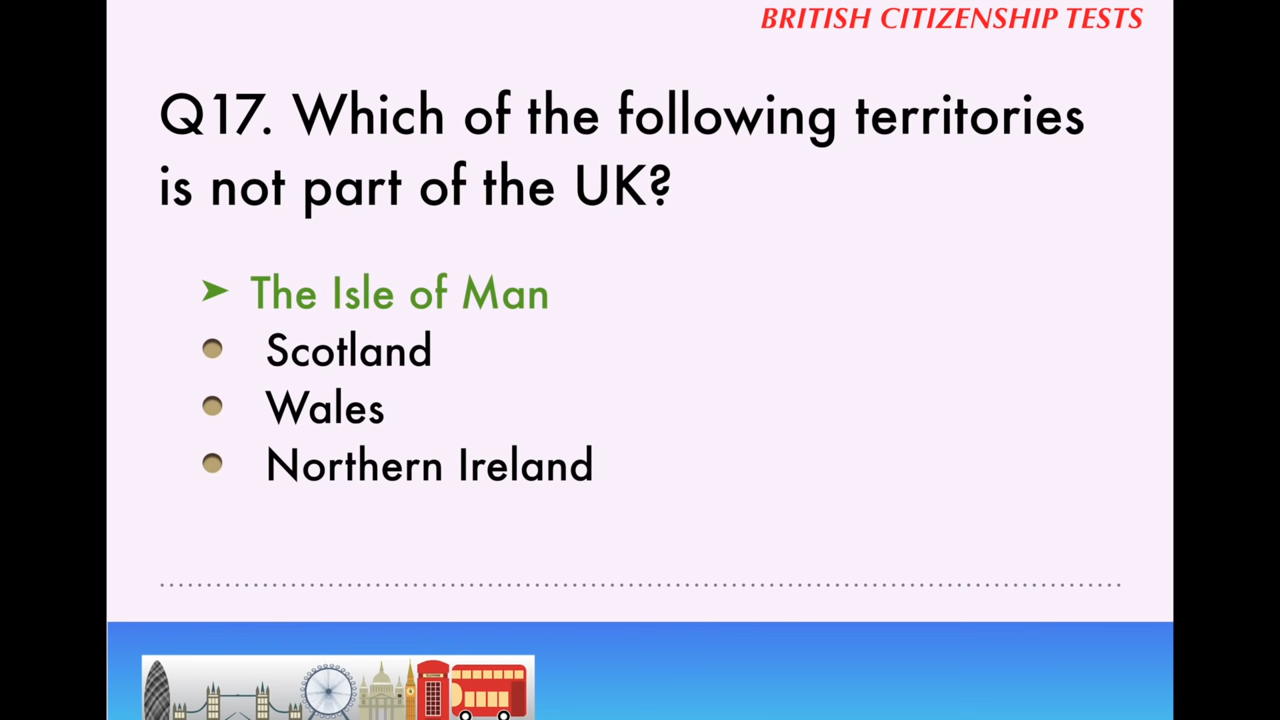 BRITISH CITIZENSHIP TESTS
Q17. Which of the following territories
is not part of the UK?
➤ The Isle of Man
Scotland
Wales
Northern Ireland